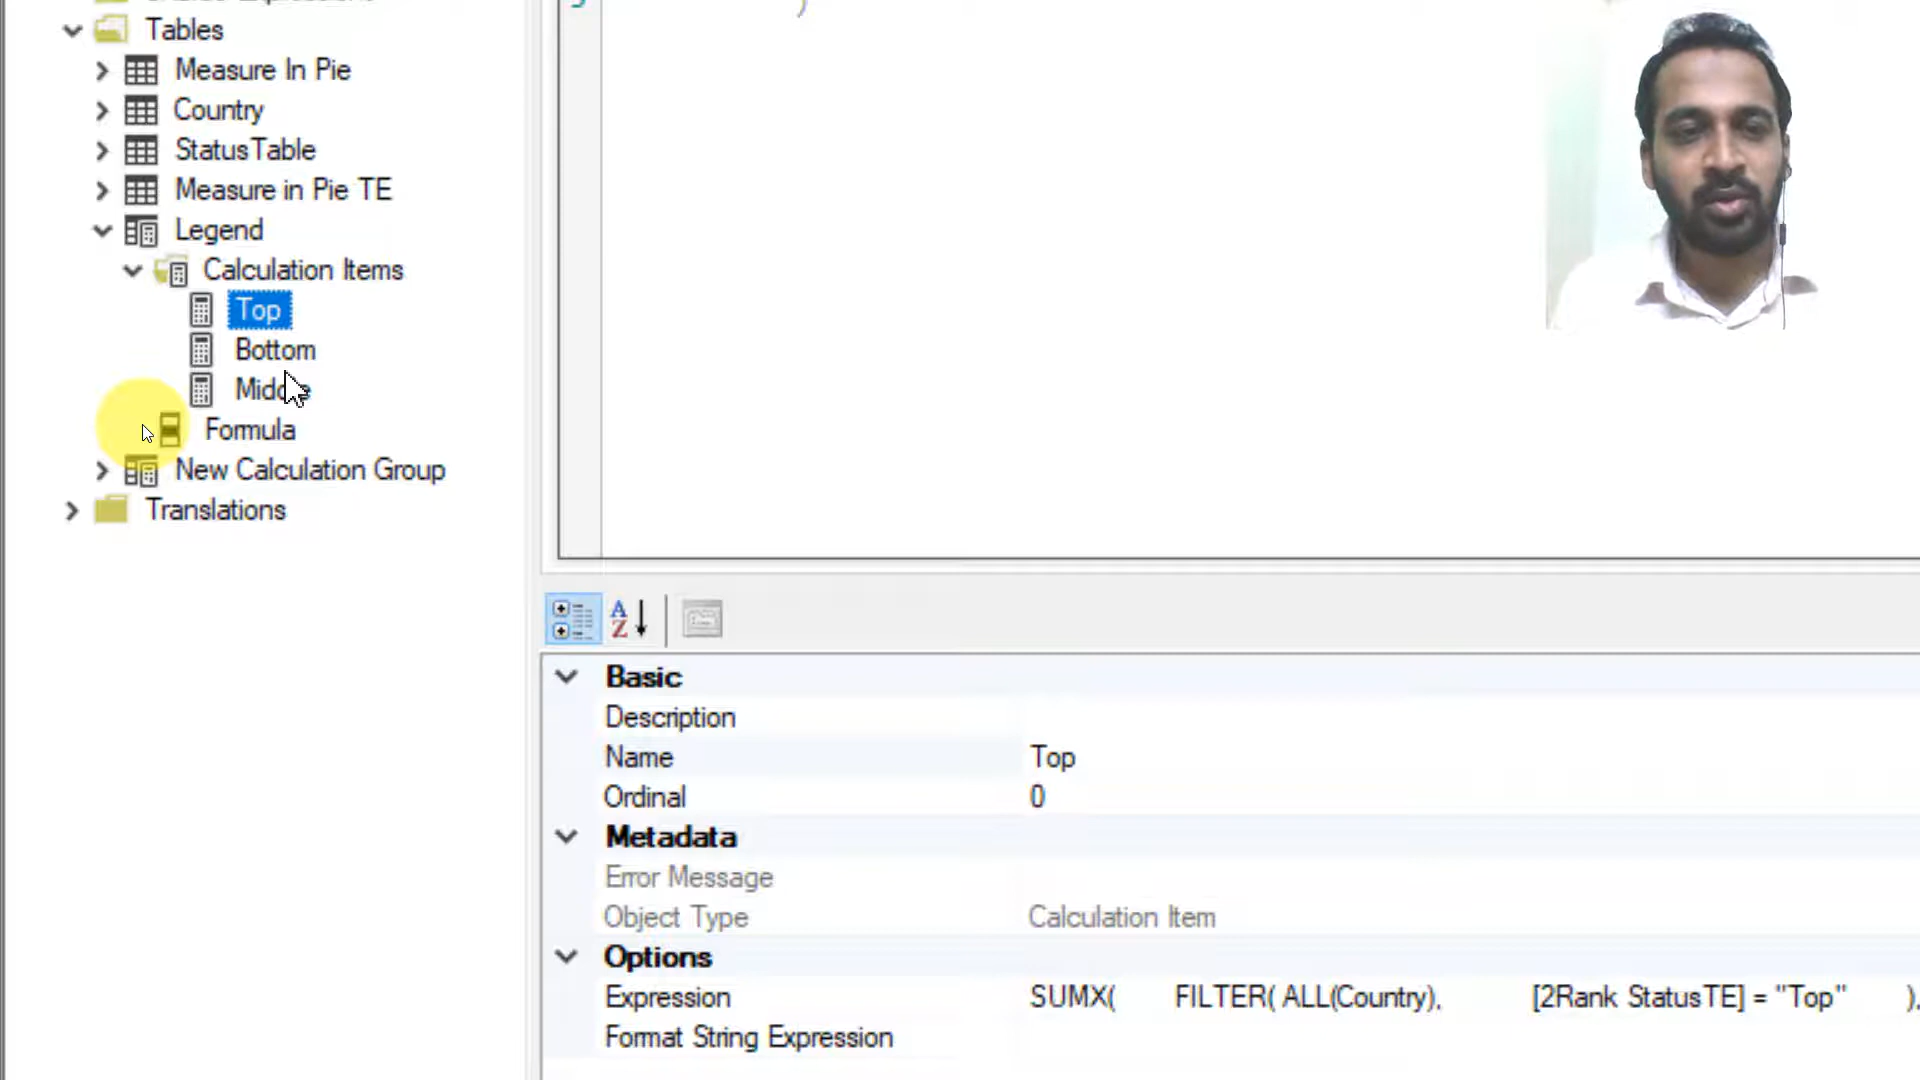 Tables
Measure In Pie
Country
StatusTable
Measure in Pie TE
Legend
Calculation Items
Top
Bottom
Formula
New Calculation Group
Translations
)
A
Z
Basic
Description
Name Top
Ordinal 0
Metadata
Error Message
Object Type Calculation Item
Options
Expression SUMX( FILTER( ALL(Country), [2Rank StatusTE] = "Top" ),
Format String Expression